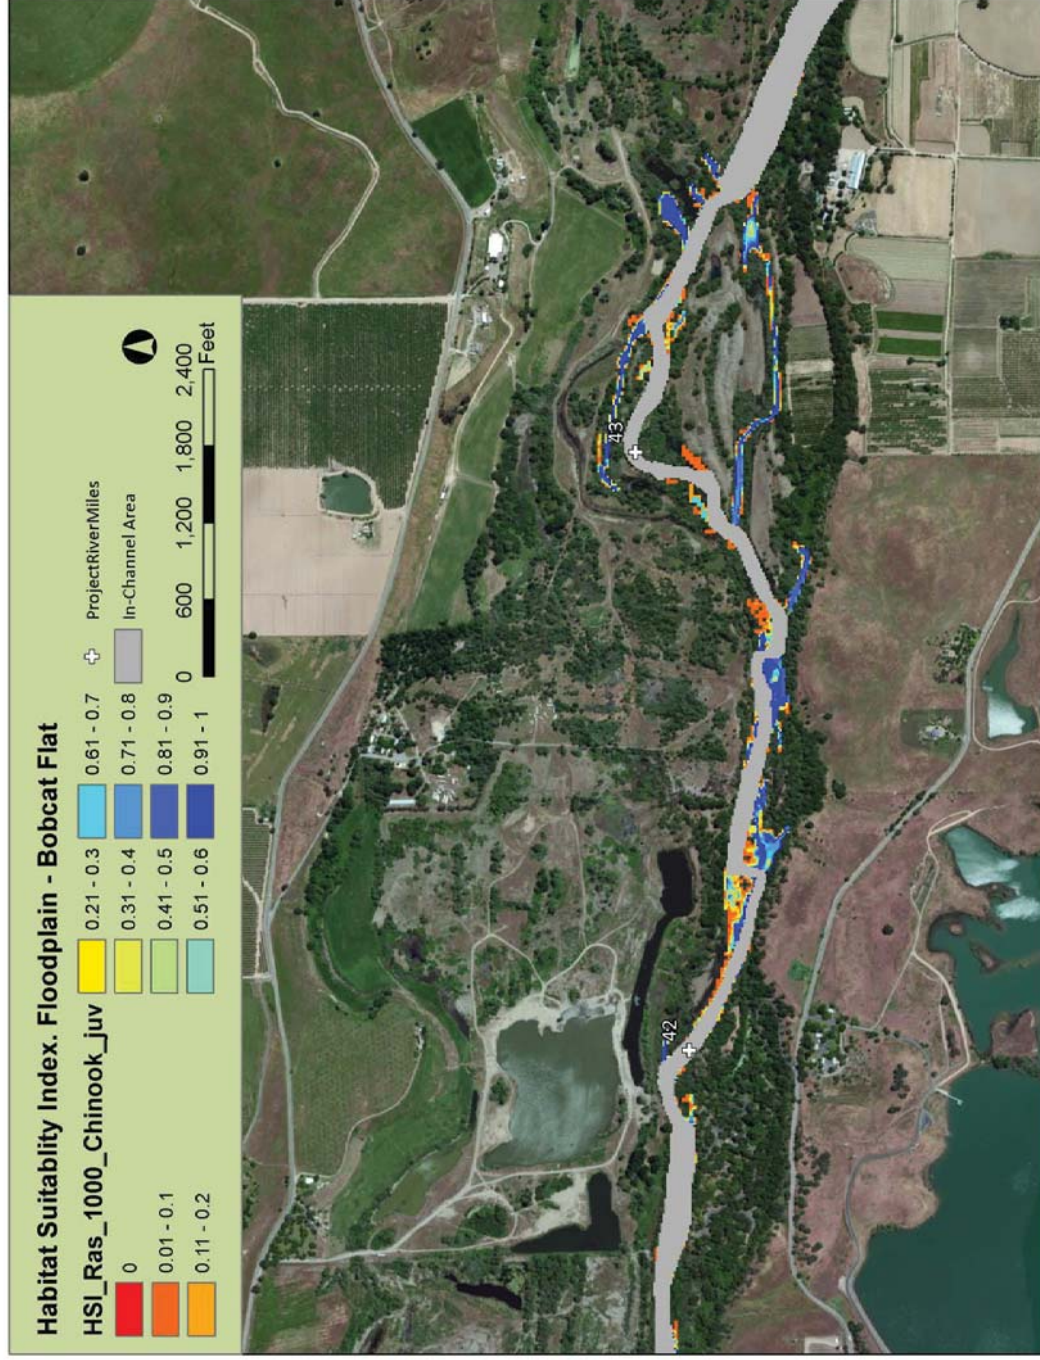 Habitat Suitablity Index. Floodplain - Bobcat Flat
HSI_Ras_1000_Chinook_juv
0
0.01 - 0.1
0.11 - 0.2
0.21 - 0.3
0.31 - 0.4
0.41 - 0.5
0.51 - 0.6
0.61 - 0.7
0.71 - 0.8
0.81 - 0.9
0.91 - 1
ProjectRiverMiles
In-Channel Area
0 600 1,200 1,800 2,400
Feet
42
43